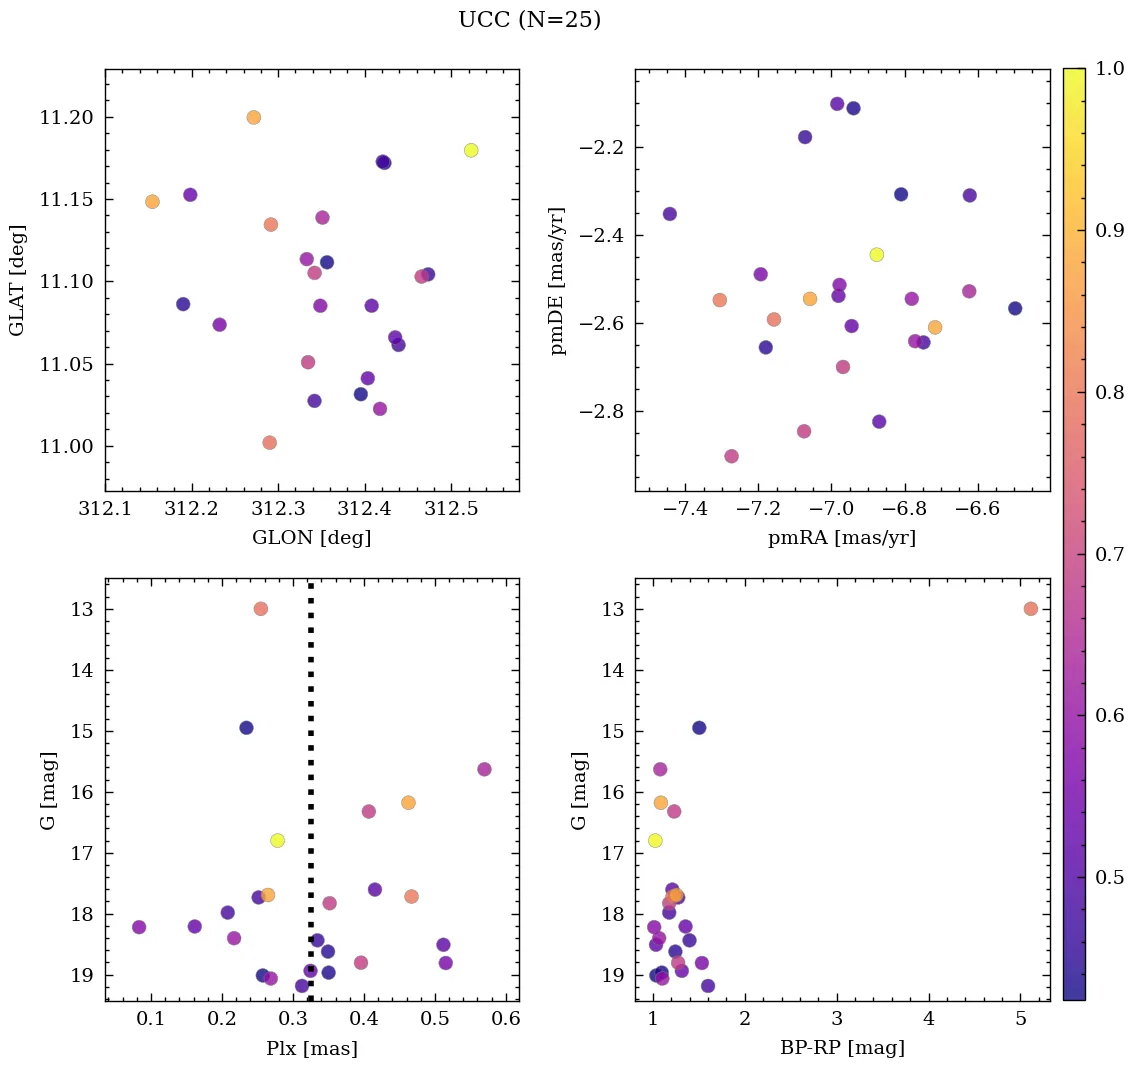 UCC (N=25)
11.20
11.15
11.10
11.05
11.00
GLAT [deg]
312.1 312.2 312.3 312.4 312.5
GLON [deg]
−2.2
−2.4
−2.6
−2.8
pmDE [mas/yr]
−7.4 −7.2 −7.0 −6.8 −6.6
pmRA [mas/yr]
13
14
15
16
17
18
19
G [mag]
0.1 0.2 0.3 0.4 0.5 0.6
Plx [mas]
13
14
15
16
17
18
19
G [mag]
1 2 3 4 5
BP-RP [mag]
1.0
0.9
0.8
0.7
0.6
0.5